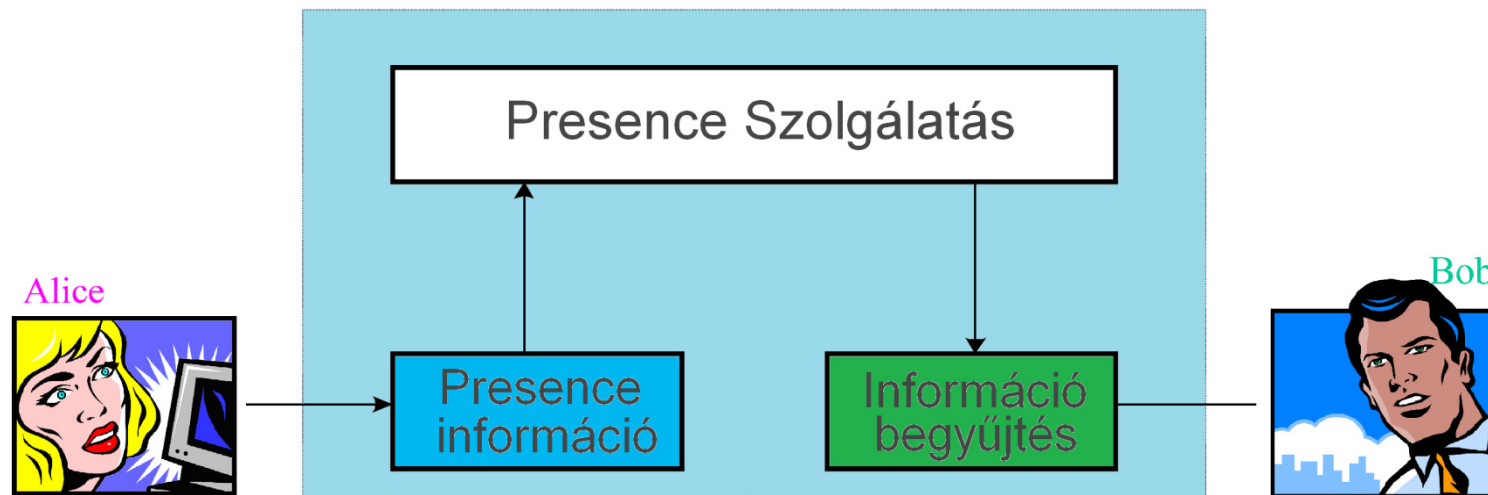 Presence Szolgálatás
Alice
Bob
Presence
információ
Információ
begyűjtés